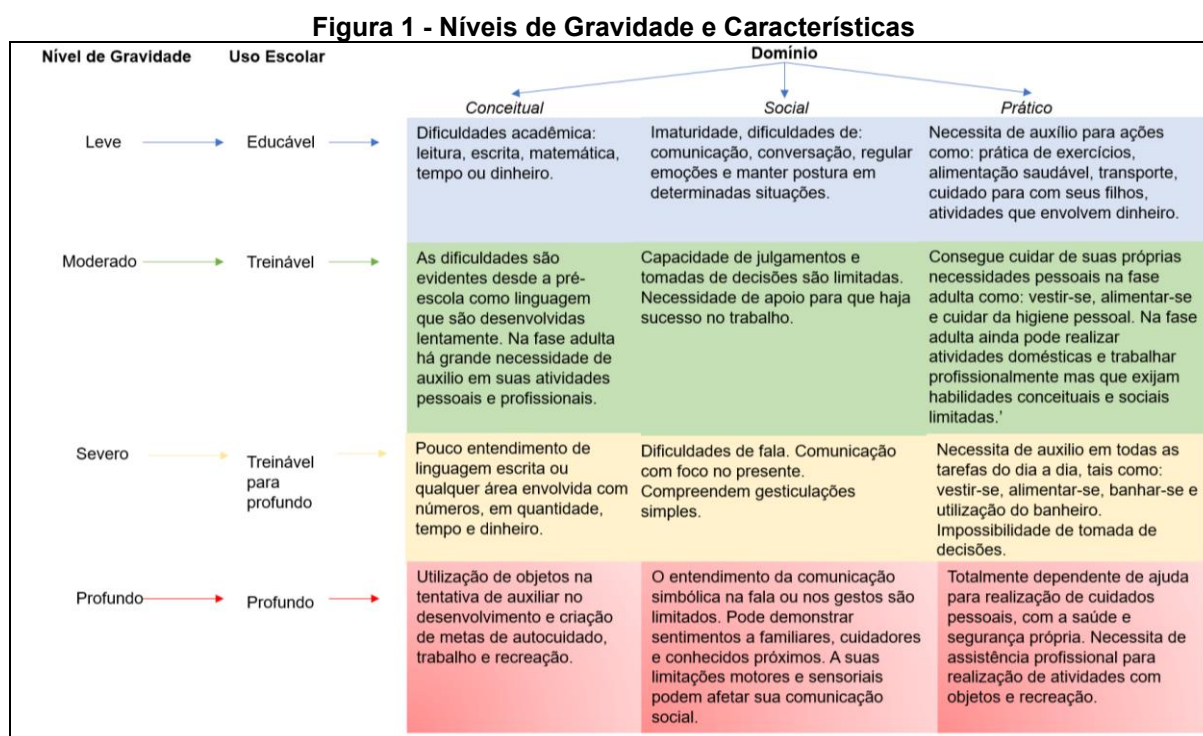 Figura 1 - Níveis de Gravidade e Características
Nível de Gravidade
Uso Escolar
Domínio
Conceitual
Social
Prático
Leve
Educável
Dificuldades acadêmica:
leitura, escrita, matemática,
tempo ou dinheiro.
Imaturidade, dificuldades de:
comunicação, conversação, regular
emoções e manter postura em
determinadas situações.
Necessita de auxílio para ações
como: prática de exercícios,
alimentação saudável, transporte,
cuidado para com seus filhos,
atividades que envolvem dinheiro.
Moderado
Treinável
As dificuldades são
evidentes desde a pré-
escola como linguagem
que são desenvolvidas
lentamente. Na fase adulta
há grande necessidade de
auxilio em suas atividades
pessoais e profissionais.
Capacidade de julgamentos e
tomadas de decisões são limitadas.
Necessidade de apoio para que haja
sucesso no trabalho.
Consegue cuidar de suas próprias
necessidades pessoais na fase
adulta como: vestir-se, alimentar-se
e cuidar da higiene pessoal. Na fase
adulta ainda pode realizar
atividades domésticas e trabalhar
profissionalmente mas que exijam
habilidades conceituais e sociais
limitadas.'
Severo
Treinável
para
profundo
Pouco entendimento de
linguagem escrita ou
qualquer área envolvida com
números, em quantidade,
tempo e dinheiro.
Dificuldades de fala. Comunicação
com foco no presente.
Compreendem gesticulações
simples.
Necessita de auxilio em todas as
tarefas do dia a dia, tais como:
vestir-se, alimentar-se, banhar-se e
utilização do banheiro.
Impossibilidade de tomada de
decisões.
Profundo
Profundo
Utilização de objetos na
tentativa de auxiliar no
desenvolvimento e criação
de metas de autocuidado,
trabalho e recreação.
O entendimento da comunicação
simbólica na fala ou nos gestos são
limitados. Pode demonstrar
sentimentos a familiares, cuidadores
e conhecidos próximos. A suas
limitações motores e sensoriais
podem afetar sua comunicação
social.
Totalmente dependente de ajuda
para realização de cuidados
pessoais, com a saúde e
segurança própria. Necessita de
assistência profissional para
realização de atividades com
objetos e recreação.